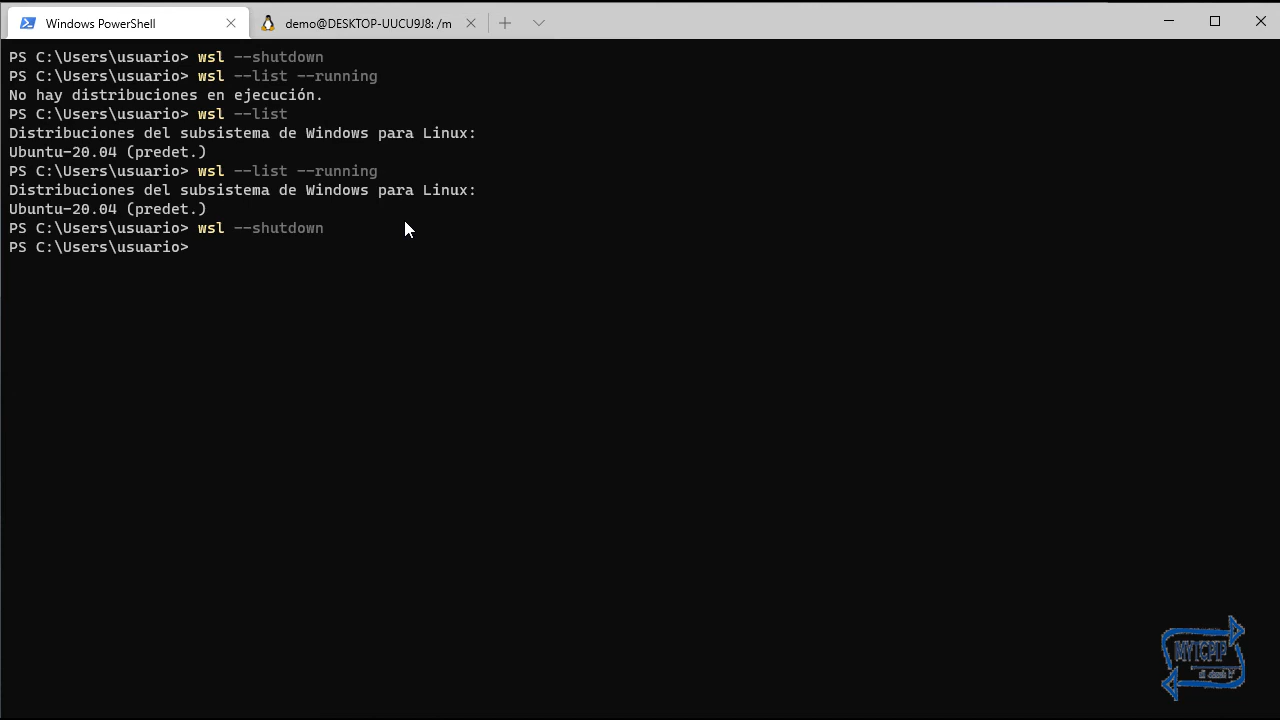 Windows PowerShell
demo@DESKTOP-UUCU9J8: /m
PS C:\Users\usuario> wsl --shutdown
PS C:\Users\usuario> wsl --list --running
No hay distribuciones en ejecución.
PS C:\Users\usuario> wsl --list
Distribuciones del subsistema de Windows para Linux:
Ubuntu-20.04 (predet.)
PS C:\Users\usuario> wsl --list --running
Distribuciones del subsistema de Windows para Linux:
Ubuntu-20.04 (predet.)
PS C:\Users\usuario> wsl --shutdown
PS C:\Users\usuario>